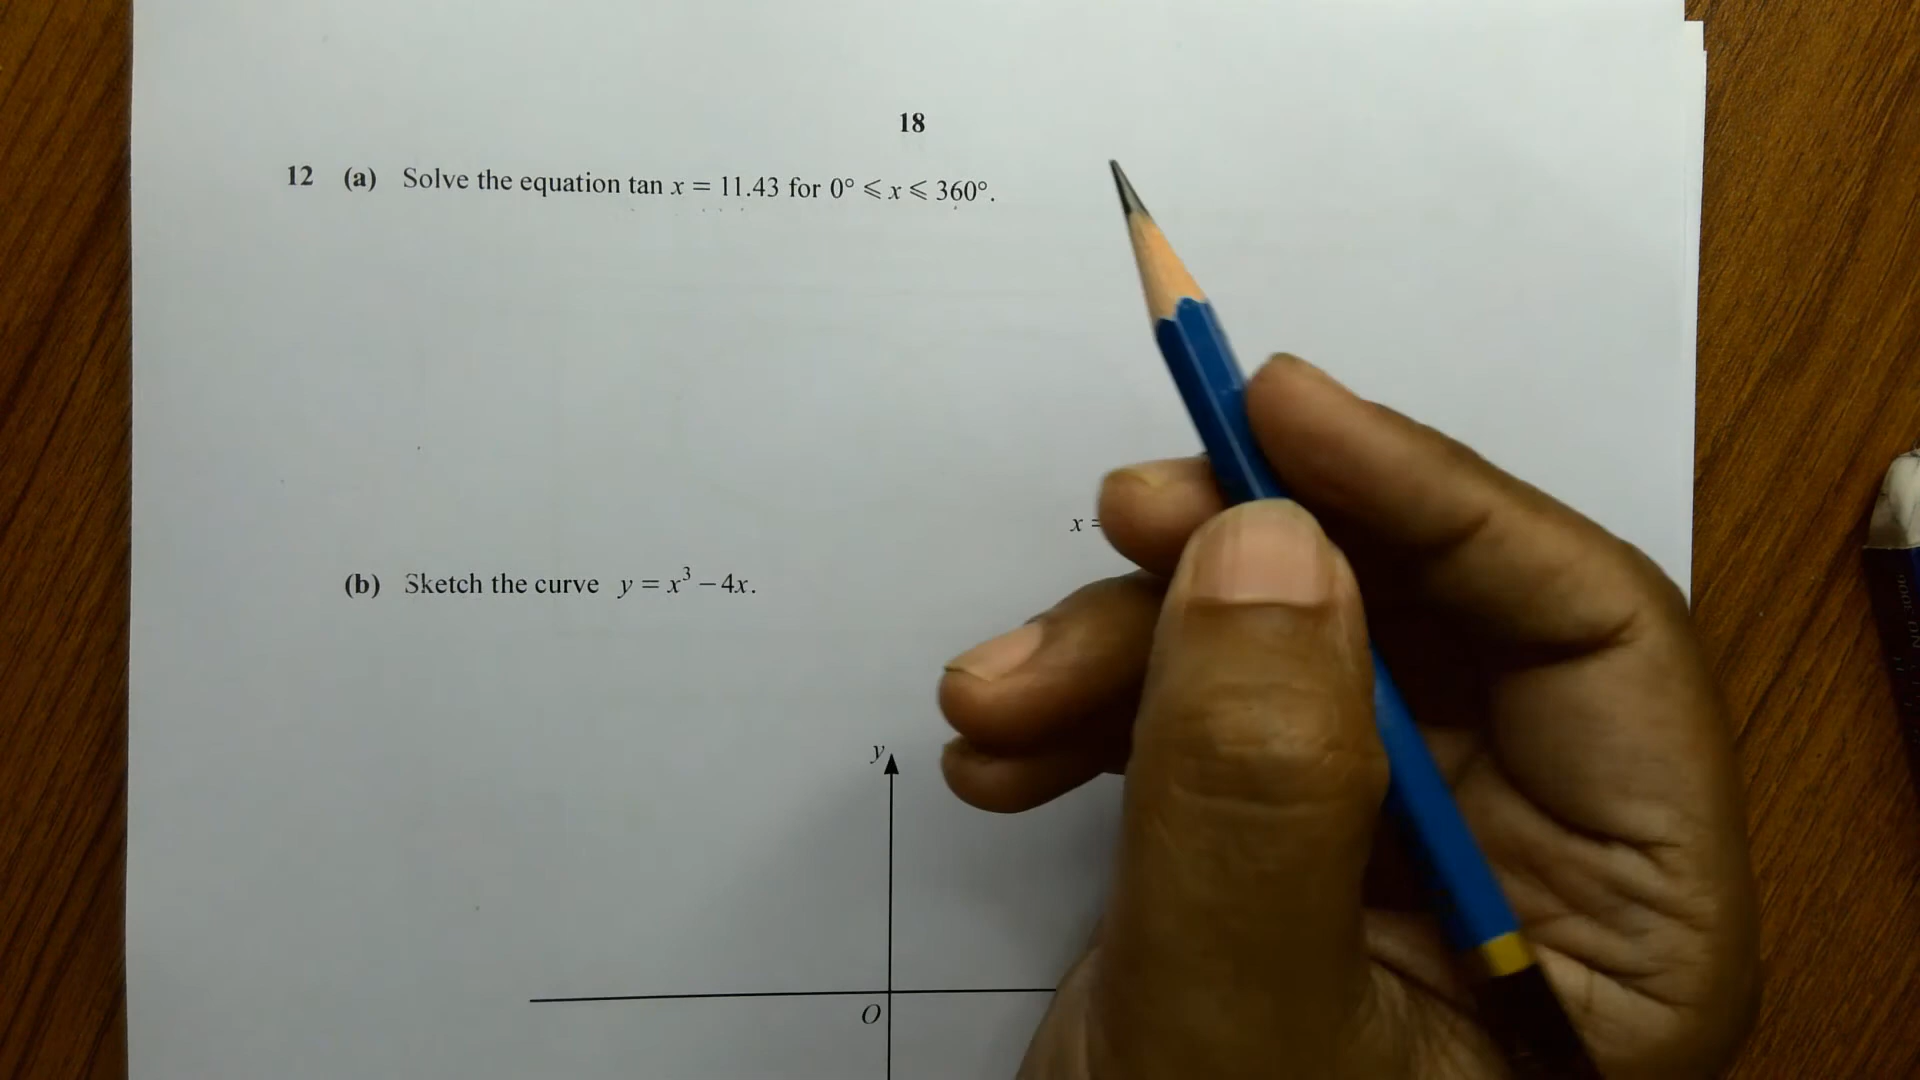 18
12 (a) Solve the equation tan x = 11.43 for 0° ⩽ x ⩽ 360°.
x =
(b) Sketch the curve y = x³ – 4x.
y
O